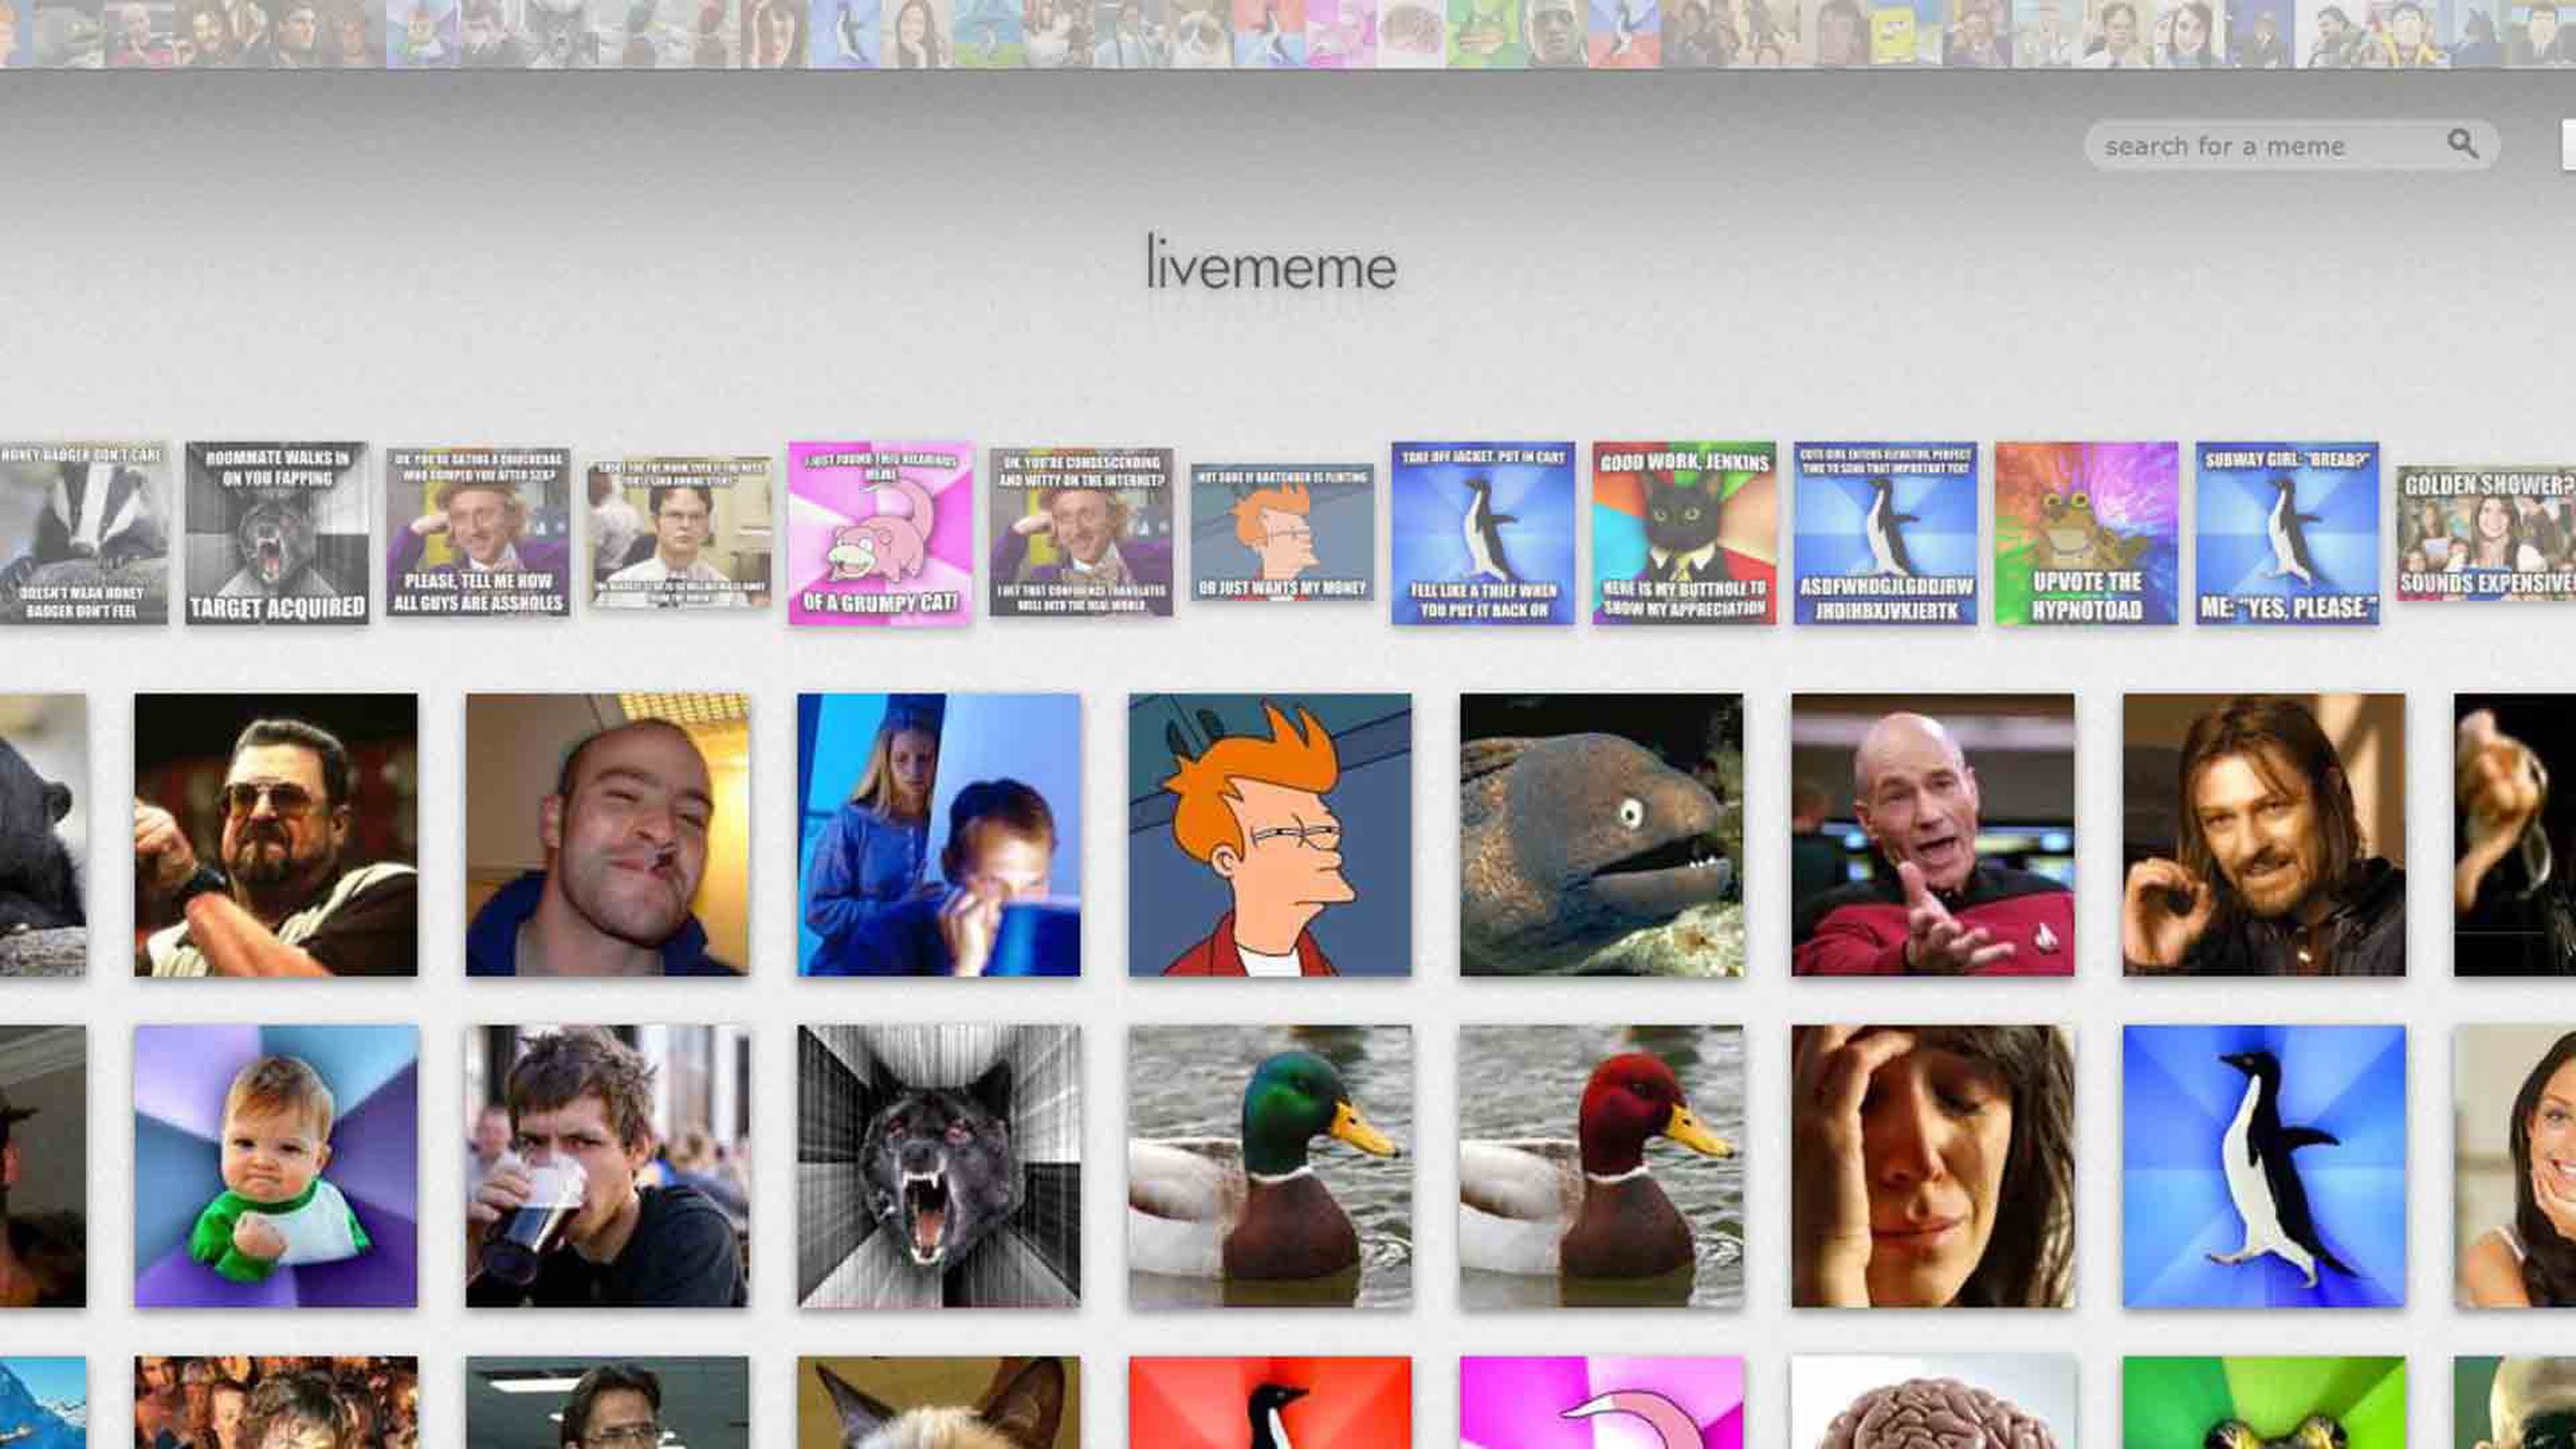 search for a meme
livememe
HONEY BADGER DON'T CARE
DOESN'T MEAN HONEY
BADGER DON'T FEEL
ROOMMATE WALKS IN
ON YOU FAPPING
TARGET ACQUIRED
OH, YOU'RE DATING A DOUCHEBAG
WHO DUMPED YOU AFTER SEX?
PLEASE, TELL ME HOW
ALL GUYS ARE ASSHOLES
I JUST FOUND THIS HILARIOUS
MEME
OF A GRUMPY CAT!
OH, YOU'RE CONDESCENDING
AND WITTY ON THE INTERNET?
I BET THAT CONFIDENCE TRANSLATES
WELL INTO THE REAL WORLD
NOT SURE IF BARTENDER IS FLIRTING
OR JUST WANTS MY MONEY
TAKE OFF JACKET, PUT IN CART
FEEL LIKE A THIEF WHEN
YOU PUT IT BACK ON
GOOD WORK, JENKINS
HERE IS MY BUTTHOLE TO
SHOW MY APPRECIATION
CUTE GIRL ENTERS ELEVATOR, PERFECT
TIME TO SEND THAT IMPORTANT TEXT
ASDFWHDGJLGDDJRW
JHDIHBXJVKJERTK
UPVOTE THE
HYPNOTOAD
SUBWAY GIRL: "BREAD?"
ME: "YES, PLEASE."
GOLDEN SHOWER?
SOUNDS EXPENSIVE!